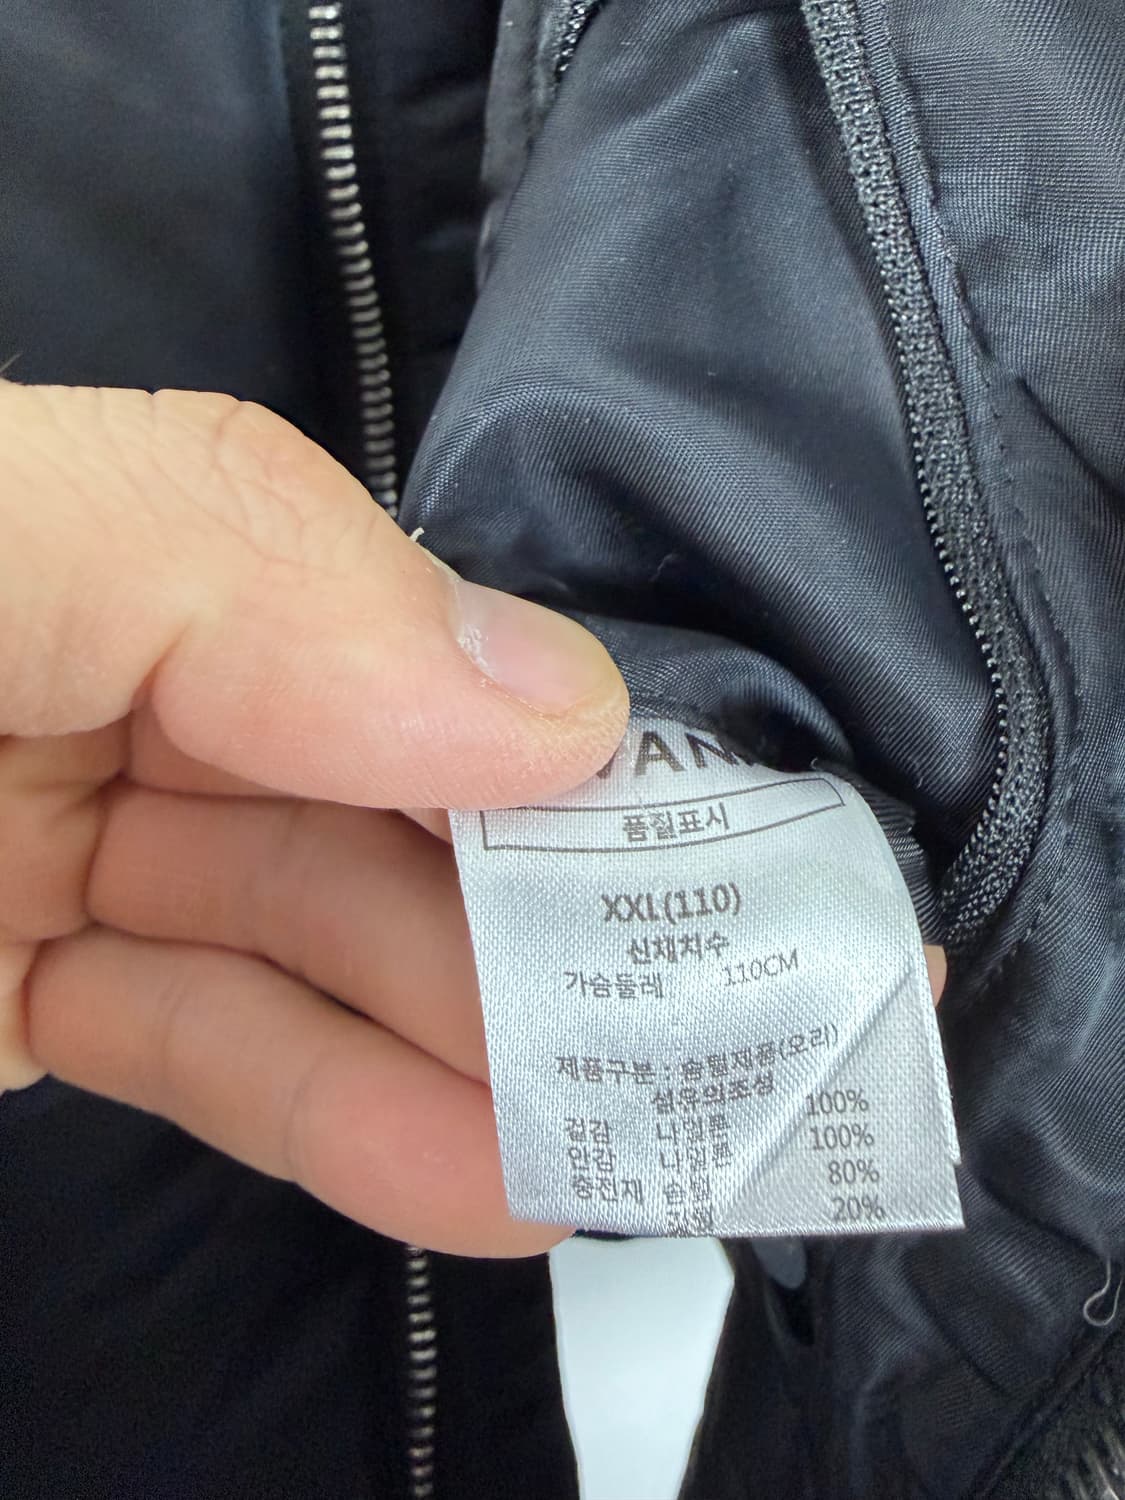 VAN
품질표시
XXL(110)
신체치수
가슴둘레 110CM
제품구분 : 솜털제품(오리)
섬유의조성
겉감 나일론 100%
안감 나일론 100%
충전재 솜털 80%
깃털 20%